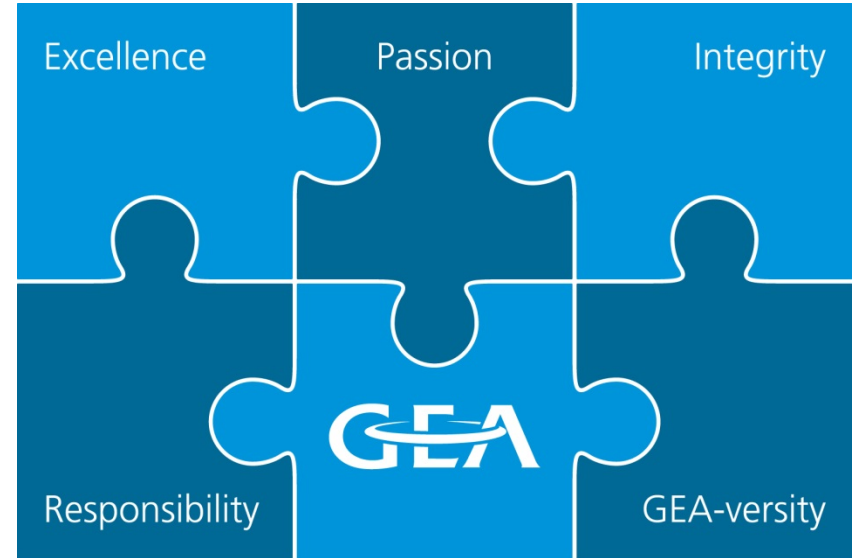 Excellence
Passion
Integrity
GEA
Responsibility
GEA-versity